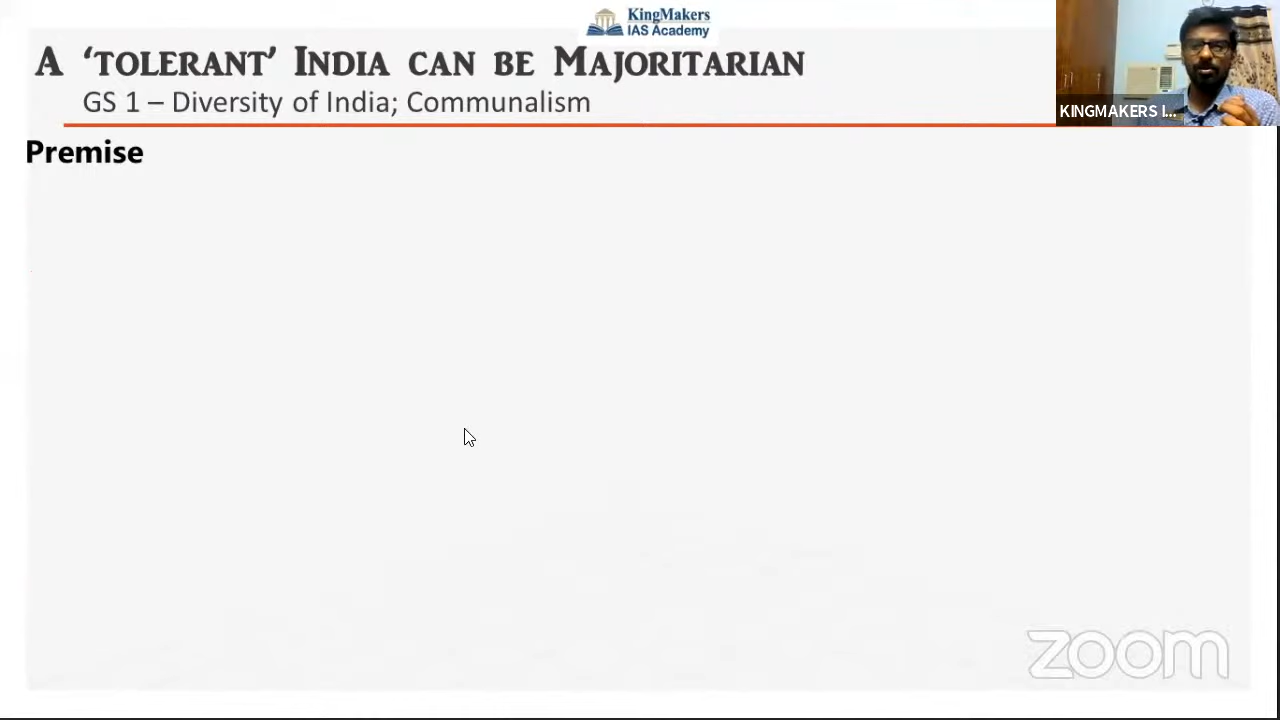 KingMakers
IAS Academy
A ‘tolerant’ India can be Majoritarian
GS 1 – Diversity of India; Communalism
KINGMAKERS I...
Premise
zoom